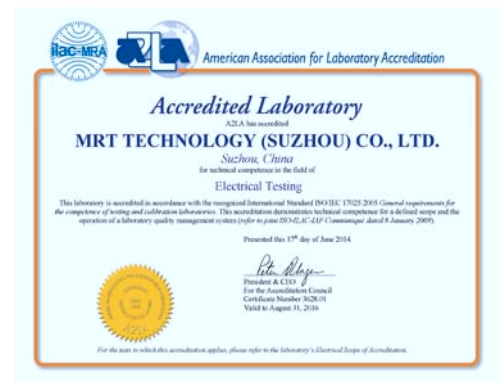 ilac-MRA
A2LA
American Association for Laboratory Accreditation
Accredited Laboratory
A2LA has accredited
MRT TECHNOLOGY (SUZHOU) CO., LTD.
Suzhou, China
for technical competence in the field of
Electrical Testing
This laboratory is accredited in accordance with the recognized International Standard ISO/IEC 17025:2005 General requirements for
the competence of testing and calibration laboratories. This accreditation demonstrates technical competence for a defined scope and the
operation of a laboratory quality management system (refer to joint ISO-ILAC-IAF Communiqué dated 8 January 2009).
Presented this 17th day of June 2014.
President & CEO
For the Accreditation Council
Certificate Number 3628.01
Valid to August 31, 2016
A2LA
For the tests to which this accreditation applies, please refer to the laboratory's Electrical Scope of Accreditation.